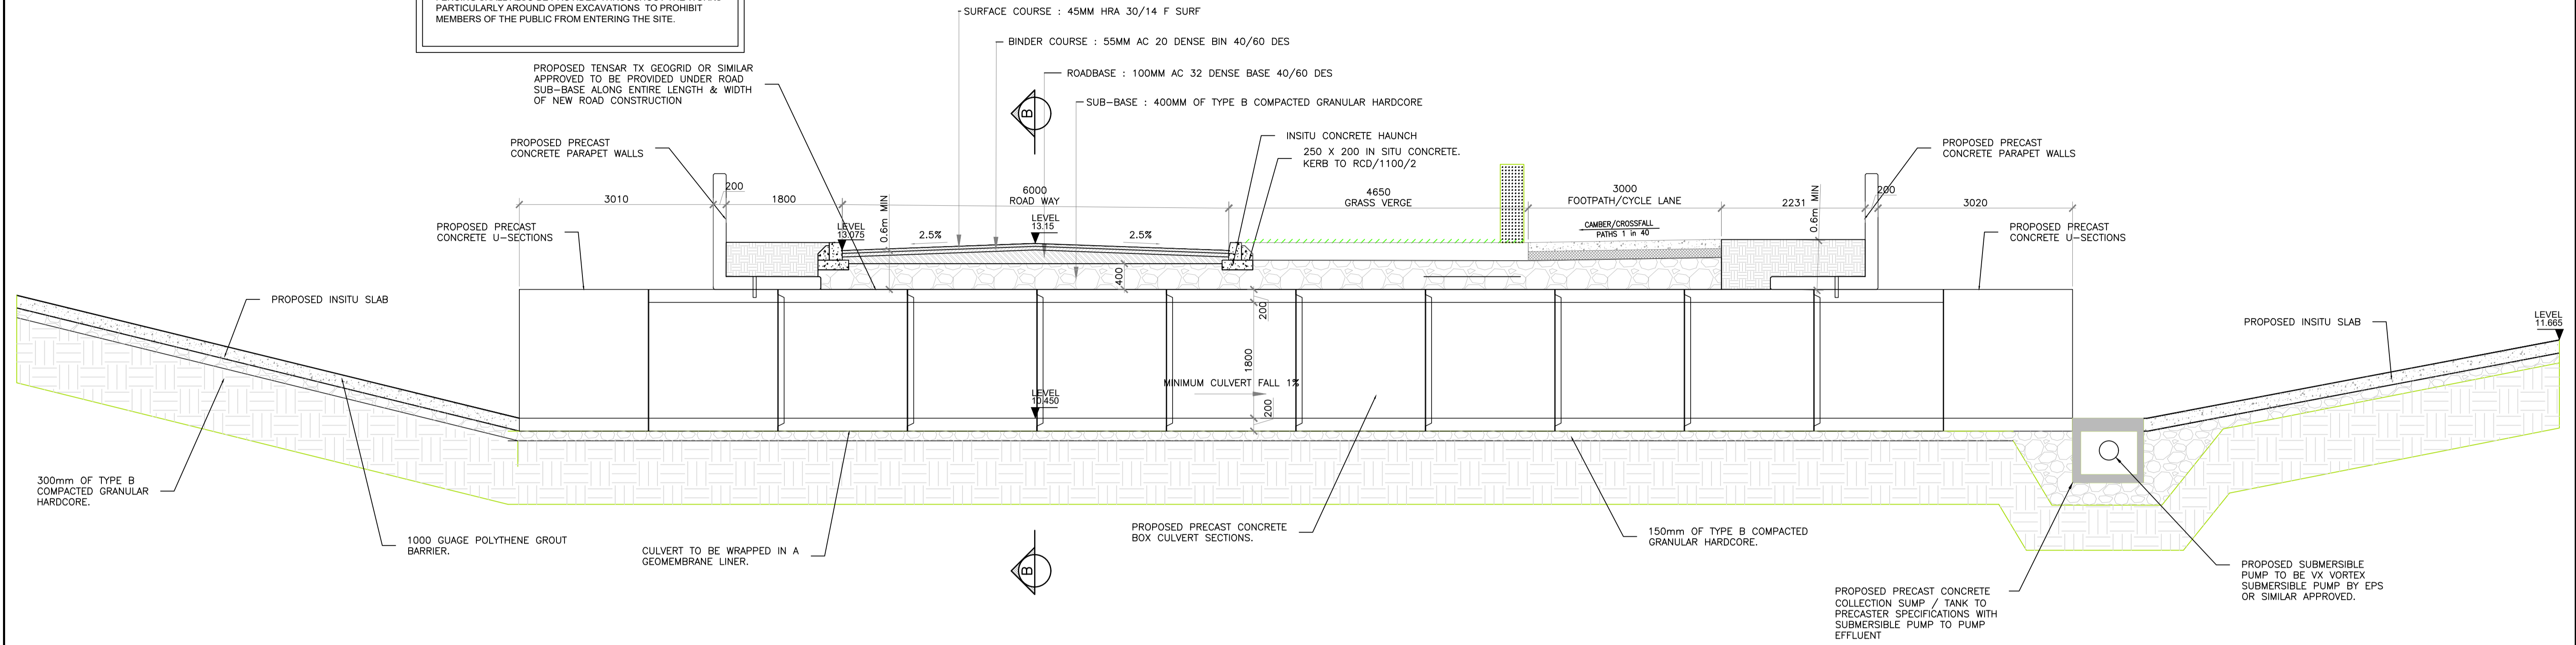 PARTICULARLY AROUND OPEN EXCAVATIONS TO PROHIBIT
MEMBERS OF THE PUBLIC FROM ENTERING THE SITE.
SURFACE COURSE : 45MM HRA 30/14 F SURF
BINDER COURSE : 55MM AC 20 DENSE BIN 40/60 DES
ROADBASE : 100MM AC 32 DENSE BASE 40/60 DES
SUB-BASE : 400MM OF TYPE B COMPACTED GRANULAR HARDCORE
PROPOSED TENSAR TX GEOGRID OR SIMILAR
APPROVED TO BE PROVIDED UNDER ROAD
SUB-BASE ALONG ENTIRE LENGTH & WIDTH
OF NEW ROAD CONSTRUCTION
B
INSITU CONCRETE HAUNCH
250 X 200 IN SITU CONCRETE.
KERB TO RCD/1100/2
PROPOSED PRECAST
CONCRETE PARAPET WALLS
PROPOSED PRECAST
CONCRETE PARAPET WALLS
3010
200
1800
6000
ROAD WAY
4650
GRASS VERGE
3000
FOOTPATH/CYCLE LANE
2231
200
3020
0.6m MIN
0.6m MIN
PROPOSED PRECAST
CONCRETE U-SECTIONS
LEVEL
13.075
2.5%
LEVEL
13.15
2.5%
CAMBER/CROSSFALL
PATHS 1 in 40
PROPOSED PRECAST
CONCRETE U-SECTIONS
400
200
1800
200
PROPOSED INSITU SLAB
PROPOSED INSITU SLAB
LEVEL
11.665
MINIMUM CULVERT FALL 1%
LEVEL
10.450
300mm OF TYPE B
COMPACTED GRANULAR
HARDCORE.
1000 GUAGE POLYTHENE GROUT
BARRIER.
CULVERT TO BE WRAPPED IN A
GEOMEMBRANE LINER.
B
PROPOSED PRECAST CONCRETE
BOX CULVERT SECTIONS.
150mm OF TYPE B COMPACTED
GRANULAR HARDCORE.
PROPOSED PRECAST CONCRETE
COLLECTION SUMP / TANK TO
PRECASTER SPECIFICATIONS WITH
SUBMERSIBLE PUMP TO PUMP
EFFLUENT
PROPOSED SUBMERSIBLE
PUMP TO BE VX VORTEX
SUBMERSIBLE PUMP BY EPS
OR SIMILAR APPROVED.